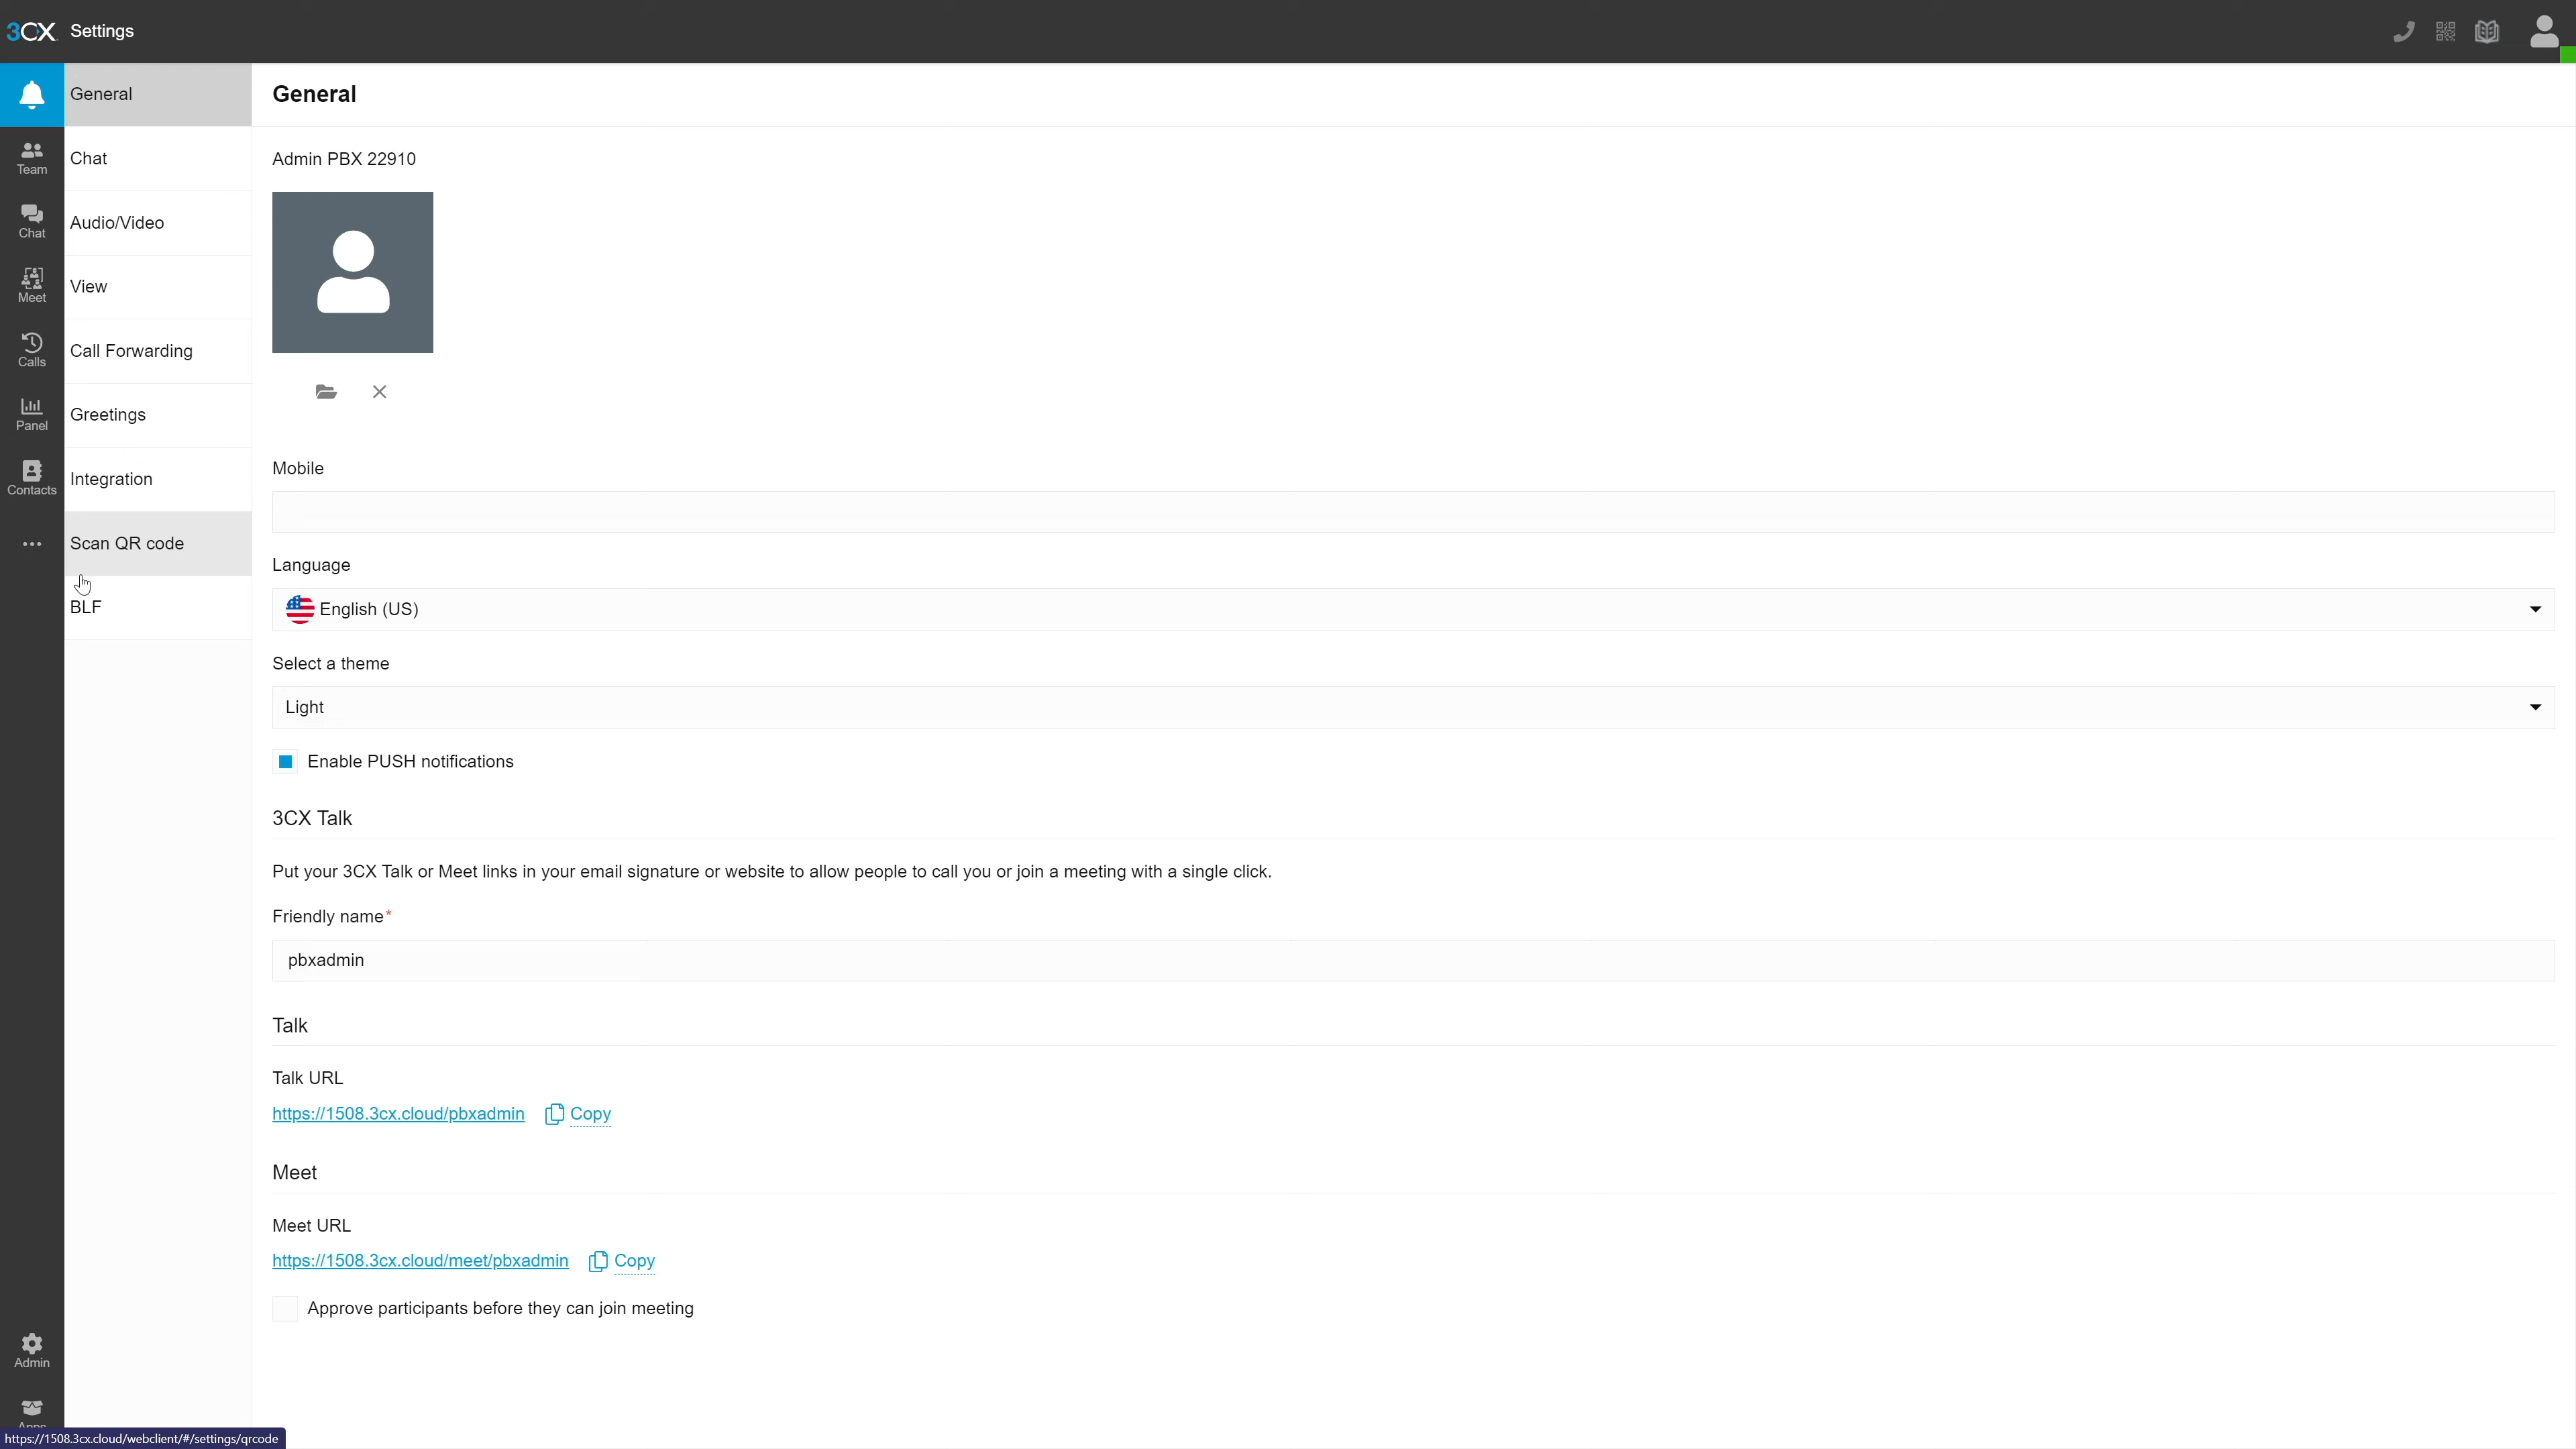 3CX Settings
General
Chat
Audio/Video
View
Call Forwarding
Greetings
Integration
Scan QR code
BLF
Team
Chat
Meet
Calls
Panel
Contacts
Admin
Apps
General
Admin PBX 22910
Mobile
Language
English (US)
Select a theme
Light
Enable PUSH notifications
3CX Talk
Put your 3CX Talk or Meet links in your email signature or website to allow people to call you or join a meeting with a single click.
Friendly name*
pbxadmin
Talk
Talk URL
https://1508.3cx.cloud/pbxadmin Copy
Meet
Meet URL
https://1508.3cx.cloud/meet/pbxadmin Copy
Approve participants before they can join meeting
https://1508.3cx.cloud/webclient/#/settings/qrcode